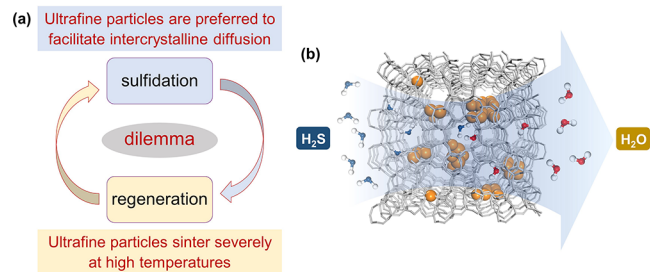 (a)
Ultrafine particles are preferred to
facilitate intercrystalline diffusion
sulfidation
dilemma
regeneration
Ultrafine particles sinter severely
at high temperatures
(b)
H₂S
H₂O